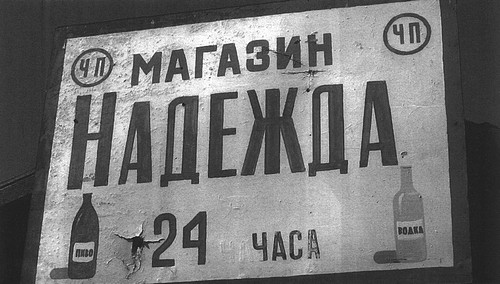 ЧП МАГАЗИН ЧП
НАДЕЖДА
24 ЧАСА
ПИВО ВОДКА